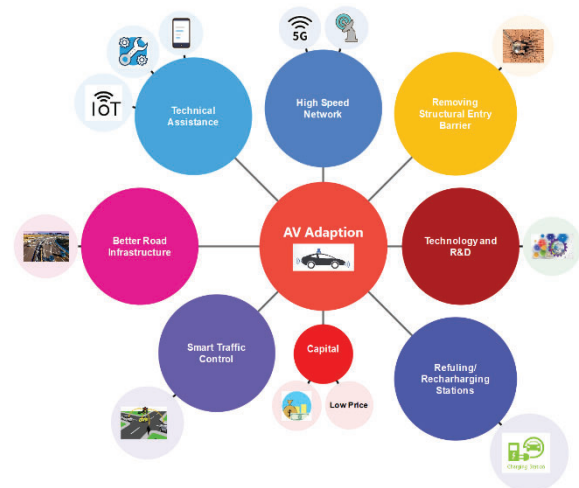 5G
IOT
Technical
Assistance
High Speed
Network
Removing
Structural Entry
Barrier
Better Road
Infrastructure
AV Adaption
Technology and
R&D
Smart Traffic
Control
Capital
Low Price
Refuling/
Recharharging
Stations
Charging Station